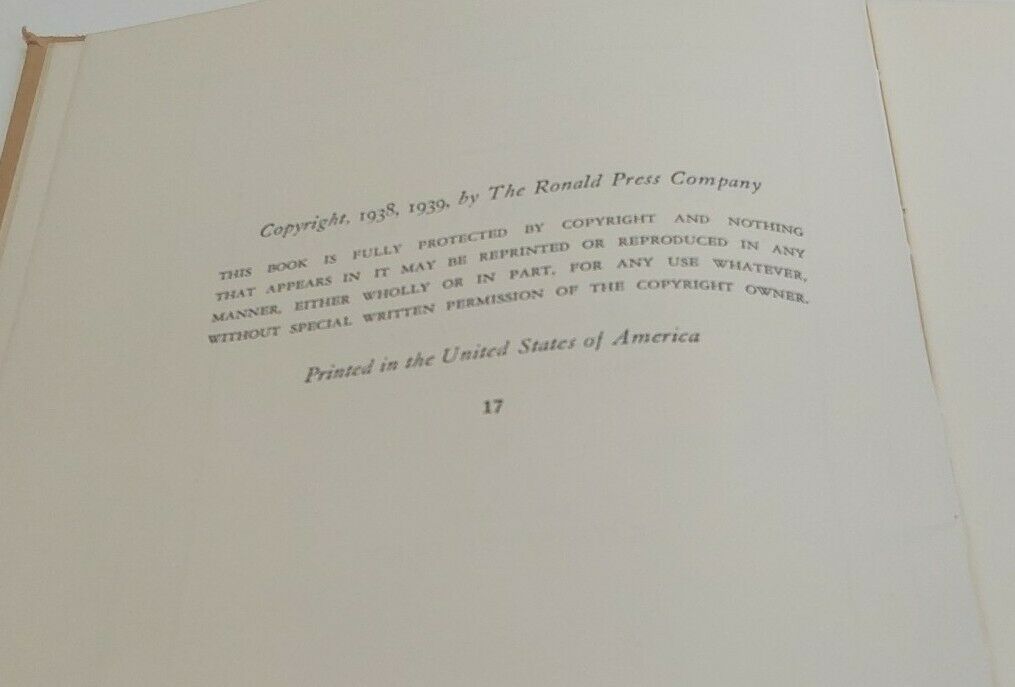 Copyright, 1938, 1939, by The Ronald Press Company
THIS BOOK IS FULLY PROTECTED BY COPYRIGHT AND NOTHING
THAT APPEARS IN IT MAY BE REPRINTED OR REPRODUCED IN ANY
MANNER, EITHER WHOLLY OR IN PART, FOR ANY USE WHATEVER,
WITHOUT SPECIAL WRITTEN PERMISSION OF THE COPYRIGHT OWNER.
Printed in the United States of America
17